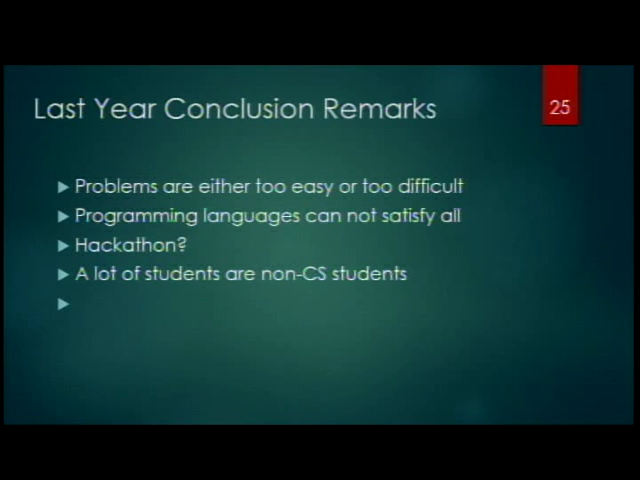 Last Year Conclusion Remarks
25
Problems are either too easy or too difficult
Programming languages can not satisfy all
Hackathon?
A lot of students are non-CS students